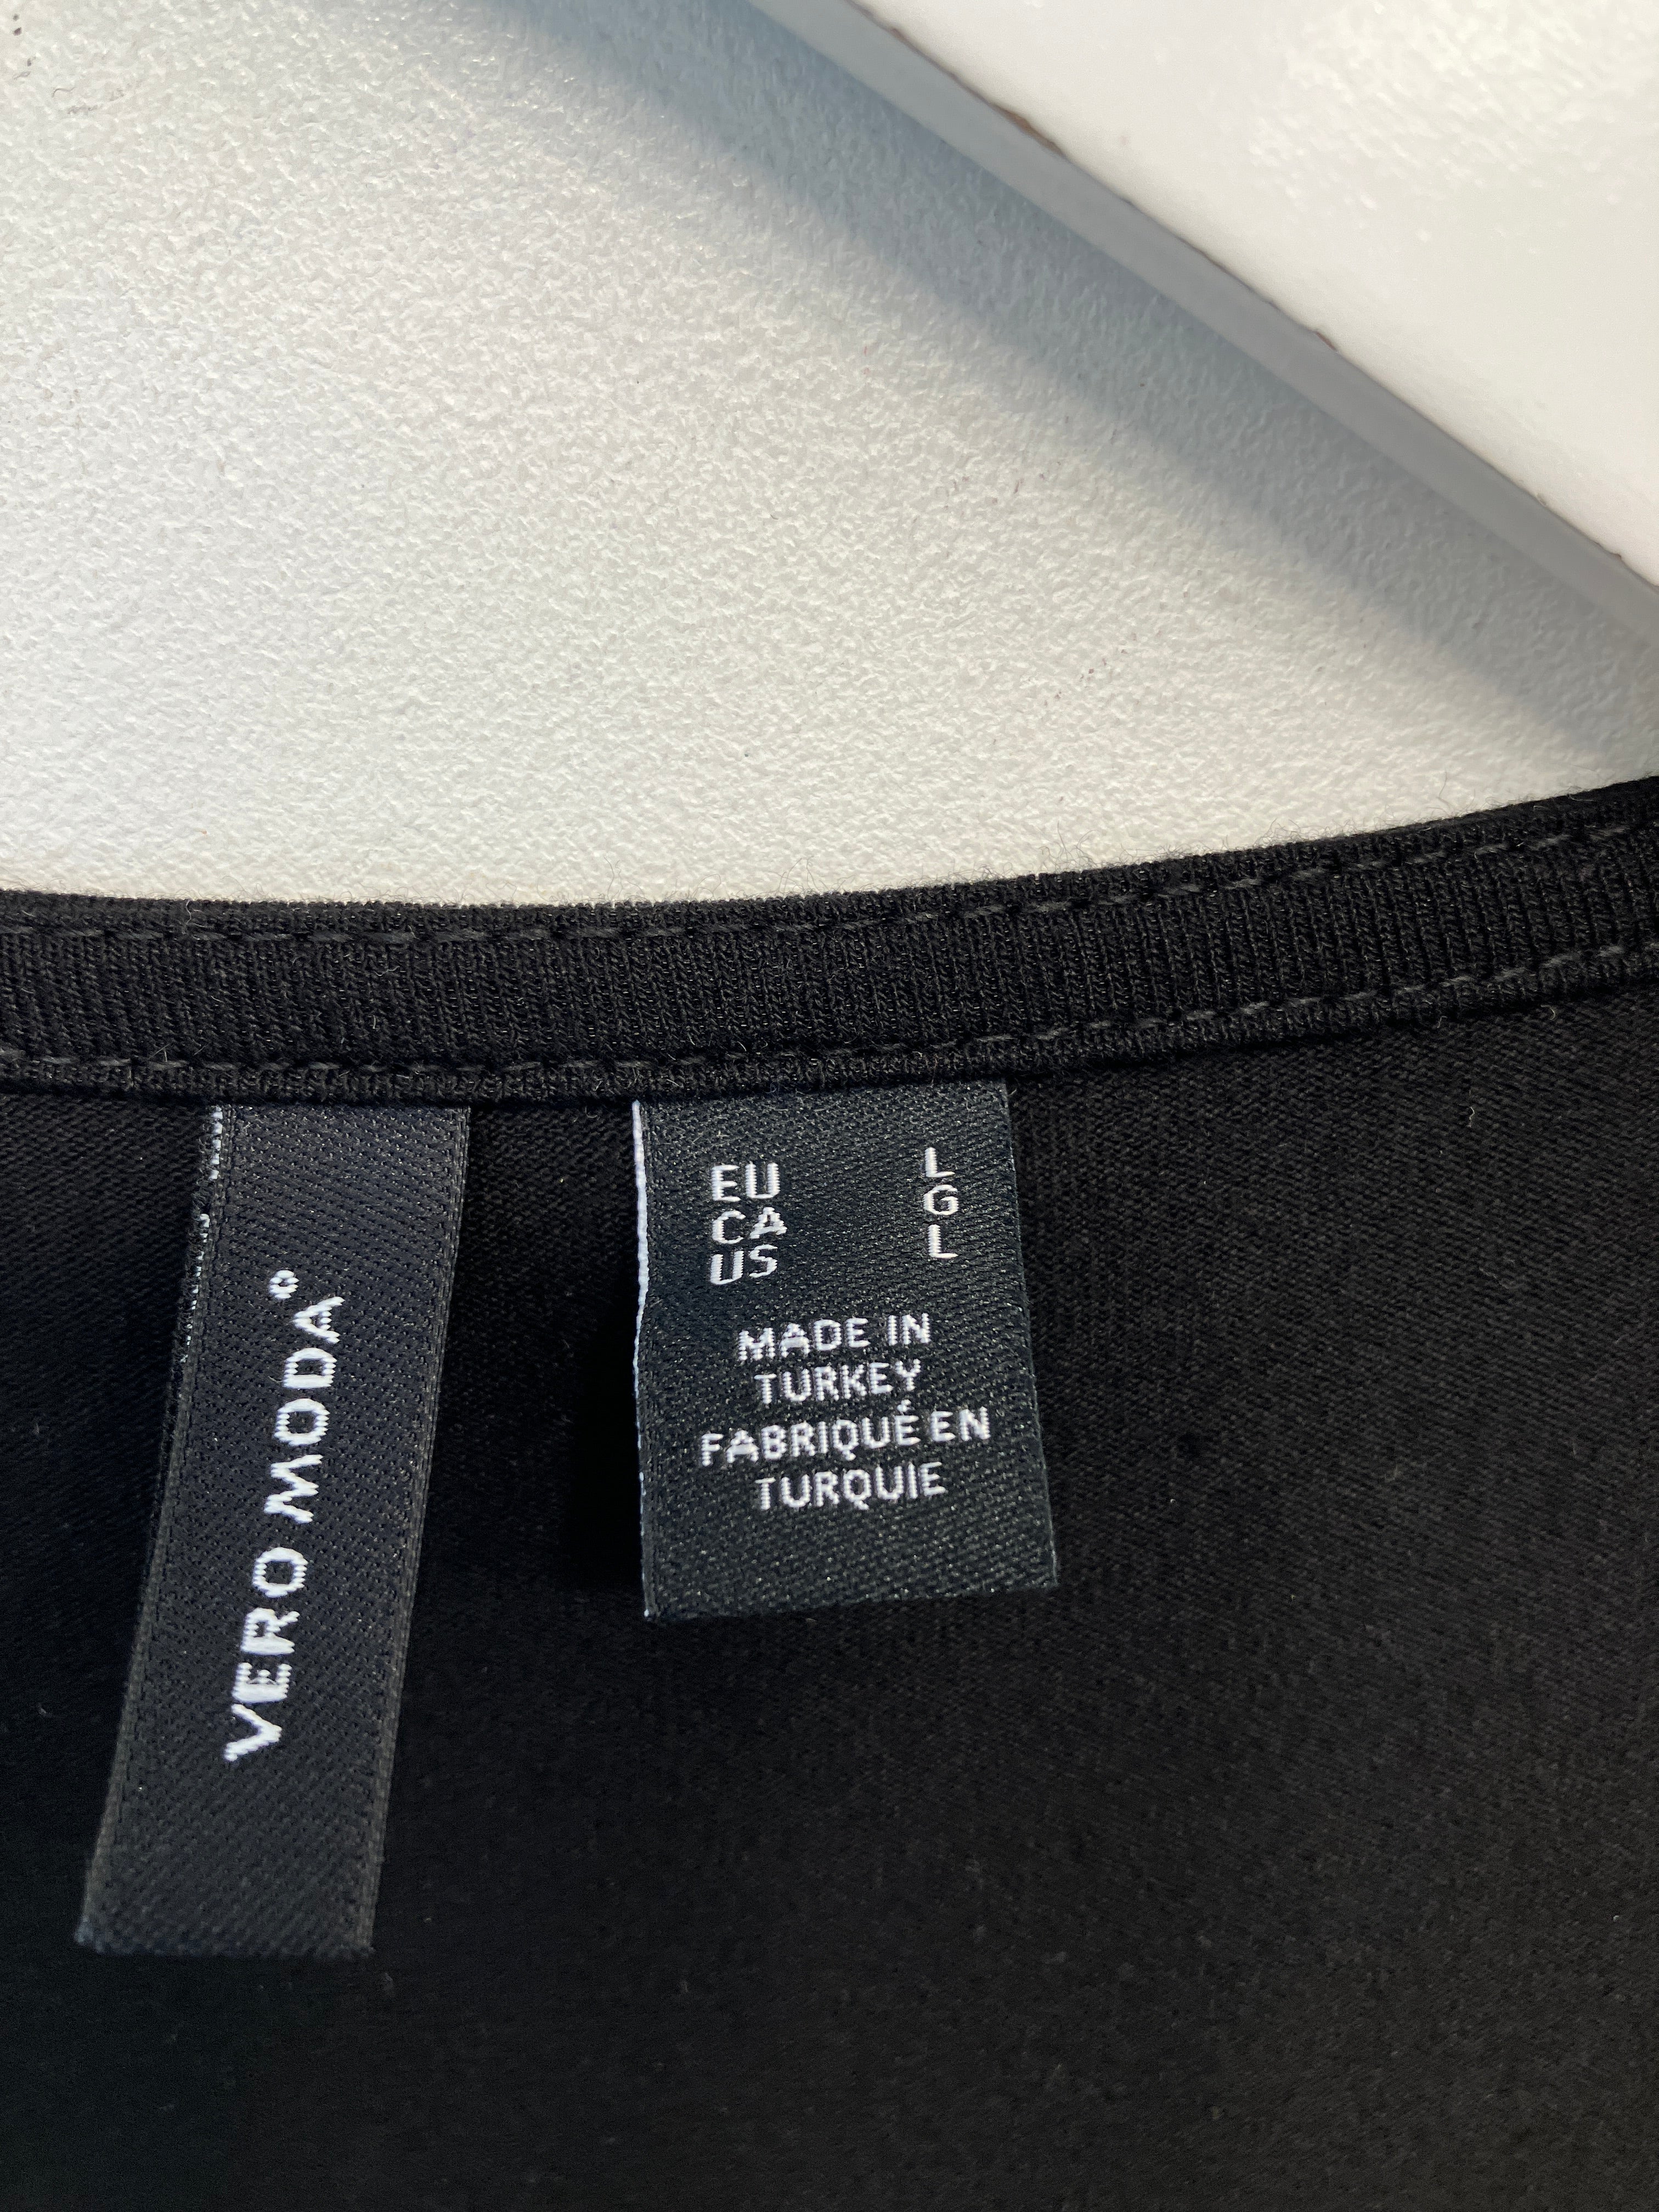 VERO MODA°
EU L
CA G
US L
MADE IN
TURKEY
FABRIQUÉ EN
TURQUIE